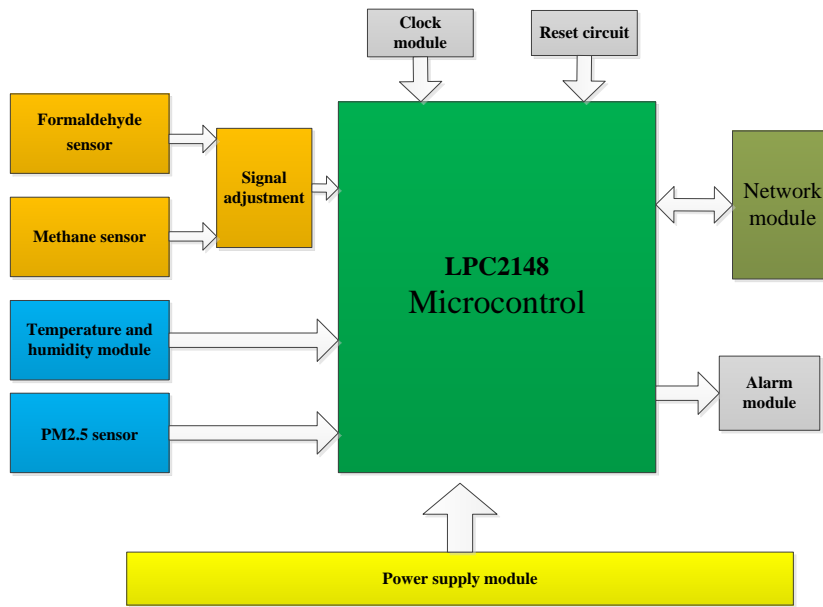 Clock
module
Reset circuit
Formaldehyde
sensor
Signal
adjustment
Methane sensor
Network
module
LPC2148
Microcontrol
Temperature and
humidity module
Alarm
module
PM2.5 sensor
Power supply module